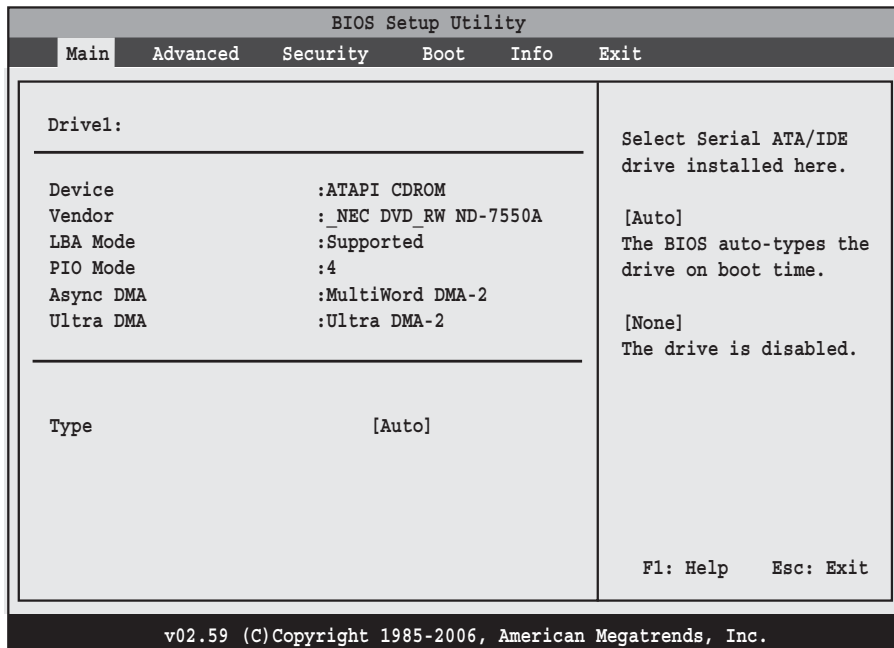 BIOS Setup Utility
Main Advanced Security Boot Info Exit
Drive1:
Device :ATAPI CDROM
Vendor :_NEC DVD_RW ND-7550A
LBA Mode :Supported
PIO Mode :4
Async DMA :MultiWord DMA-2
Ultra DMA :Ultra DMA-2
Type [Auto]
Select Serial ATA/IDE
drive installed here.
[Auto]
The BIOS auto-types the
drive on boot time.
[None]
The drive is disabled.
F1: Help Esc: Exit
v02.59 (C)Copyright 1985-2006, American Megatrends, Inc.